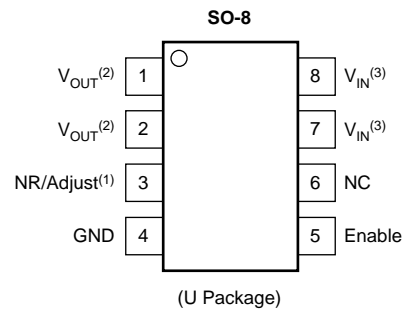 SO-8
V_OUT(2) 1 8 V_IN(3)
V_OUT(2) 2 7 V_IN(3)
NR/Adjust(1) 3 6 NC
GND 4 5 Enable
(U Package)